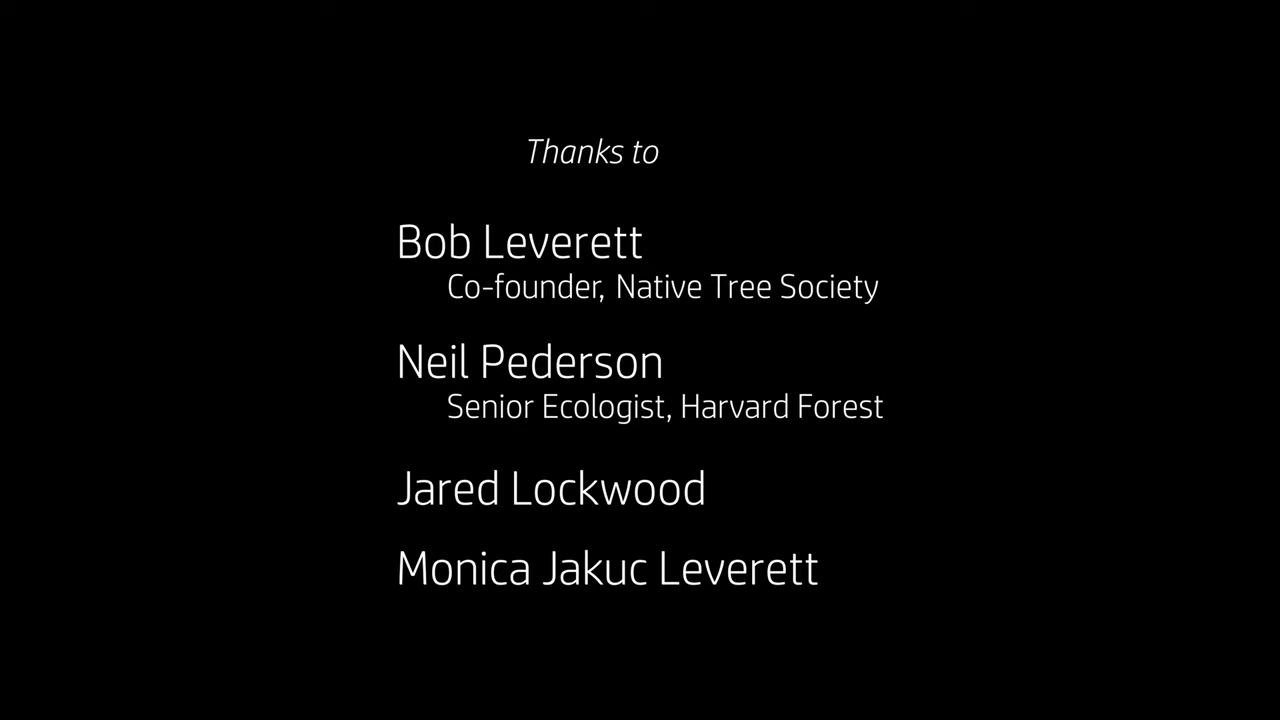 Thanks to
Bob Leverett
Co-founder, Native Tree Society
Neil Pederson
Senior Ecologist, Harvard Forest
Jared Lockwood
Monica Jakuc Leverett